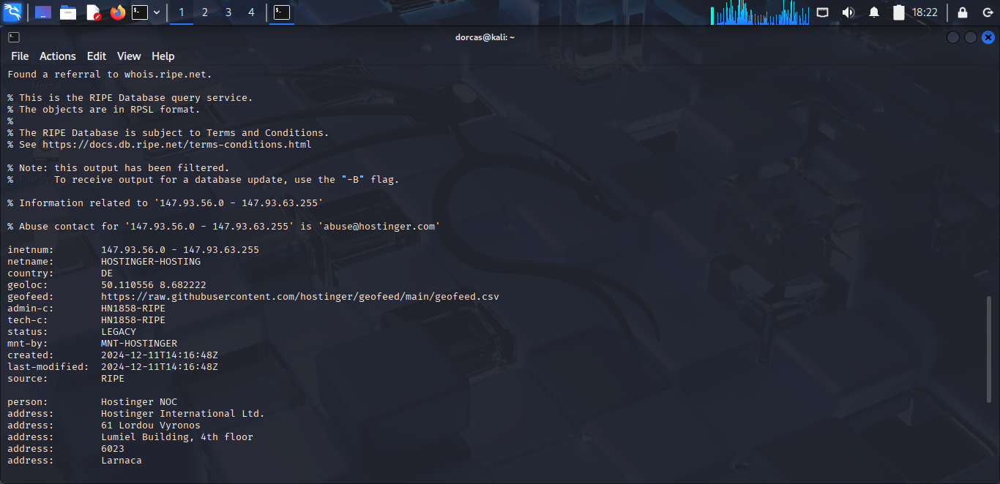 1 2 3 4 18:22
dorcas@kali: ~
File Actions Edit View Help
Found a referral to whois.ripe.net.
% This is the RIPE Database query service.
% The objects are in RPSL format.
%
% The RIPE Database is subject to Terms and Conditions.
% See https://docs.db.ripe.net/terms-conditions.html
% Note: this output has been filtered.
%       To receive output for a database update, use the "-B" flag.
% Information related to '147.93.56.0 - 147.93.63.255'
% Abuse contact for '147.93.56.0 - 147.93.63.255' is 'abuse@hostinger.com'
inetnum:        147.93.56.0 - 147.93.63.255
netname:        HOSTINGER-HOSTING
country:        DE
geoloc:         50.110556 8.682222
geofeed:        https://raw.githubusercontent.com/hostinger/geofeed/main/geofeed.csv
admin-c:        HN1858-RIPE
tech-c:         HN1858-RIPE
status:         LEGACY
mnt-by:         MNT-HOSTINGER
created:        2024-12-11T14:16:48Z
last-modified:  2024-12-11T14:16:48Z
source:         RIPE
person:         Hostinger NOC
address:        Hostinger International Ltd.
address:        61 Lordou Vyronos
address:        Lumiel Building, 4th floor
address:        6023
address:        Larnaca